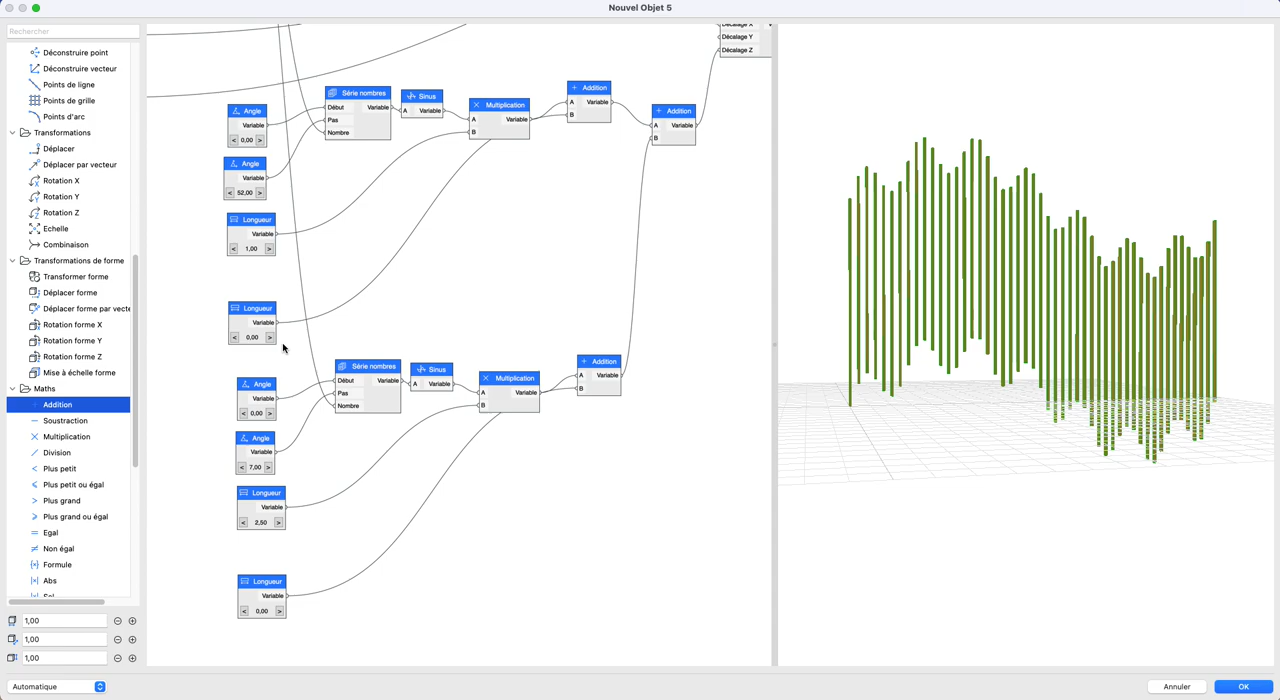 Nouvel Objet 5
Rechercher
Déconstruire point
Déconstruire vecteur
Points de ligne
Points de grille
Points d'arc
Transformations
Déplacer
Déplacer par vecteur
Rotation X
Rotation Y
Rotation Z
Echelle
Combinaison
Transformations de forme
Transformer forme
Déplacer forme
Déplacer forme par vecte
Rotation forme X
Rotation forme Y
Rotation forme Z
Mise à échelle forme
Maths
Addition
Soustraction
Multiplication
Division
Plus petit
Plus petit ou égal
Plus grand
Plus grand ou égal
Egal
Non égal
Formule
Abs
1,00
1,00
1,00
Automatique
Décalage X
Décalage Y
Décalage Z
Angle
Variable
< 0,00 >
Angle
Variable
< 52,00 >
Longueur
Variable
< 1,00 >
Longueur
Variable
< 0,00 >
Série nombres
Début Variable
Pas
Nombre
Sinus
A Variable
Multiplication
A Variable
B
Addition
A Variable
B
Addition
A Variable
B
Angle
Variable
< 0,00 >
Angle
Variable
< 7,00 >
Longueur
Variable
< 2,50 >
Longueur
Variable
< 0,00 >
Série nombres
Début Variable
Pas
Nombre
Sinus
A Variable
Multiplication
A Variable
B
Addition
A Variable
B
Annuler
OK